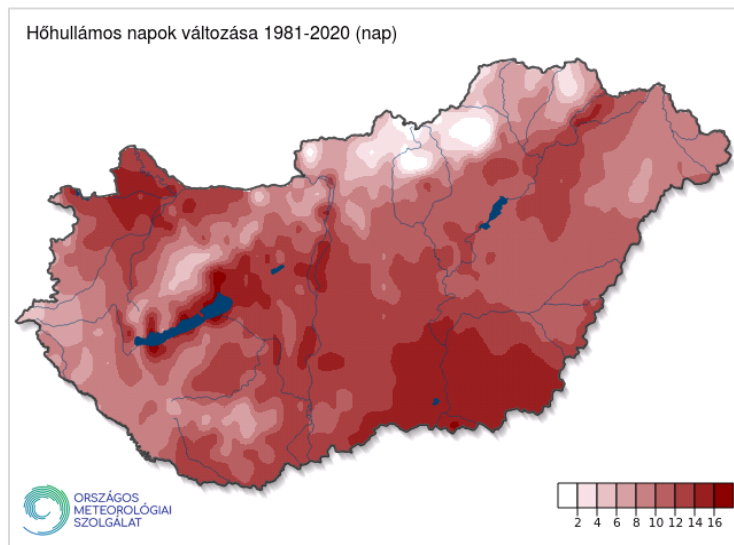 Hőhullámos napok változása 1981-2020 (nap)
ORSZÁGOS
METEOROLÓGIAI
SZOLGÁLAT
2 4 6 8 10 12 14 16